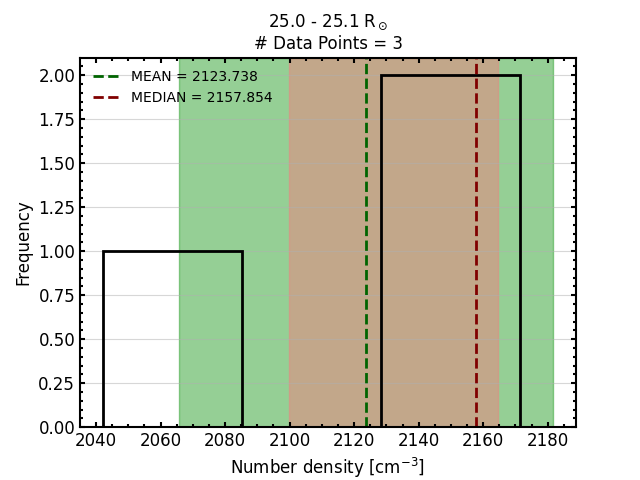 25.0 - 25.1 R⊙
# Data Points = 3
MEAN = 2123.738
MEDIAN = 2157.854
2.00
1.75
1.50
1.25
1.00
0.75
0.50
0.25
0.00
Frequency
2040 2060 2080 2100 2120 2140 2160 2180
Number density [cm⁻³]